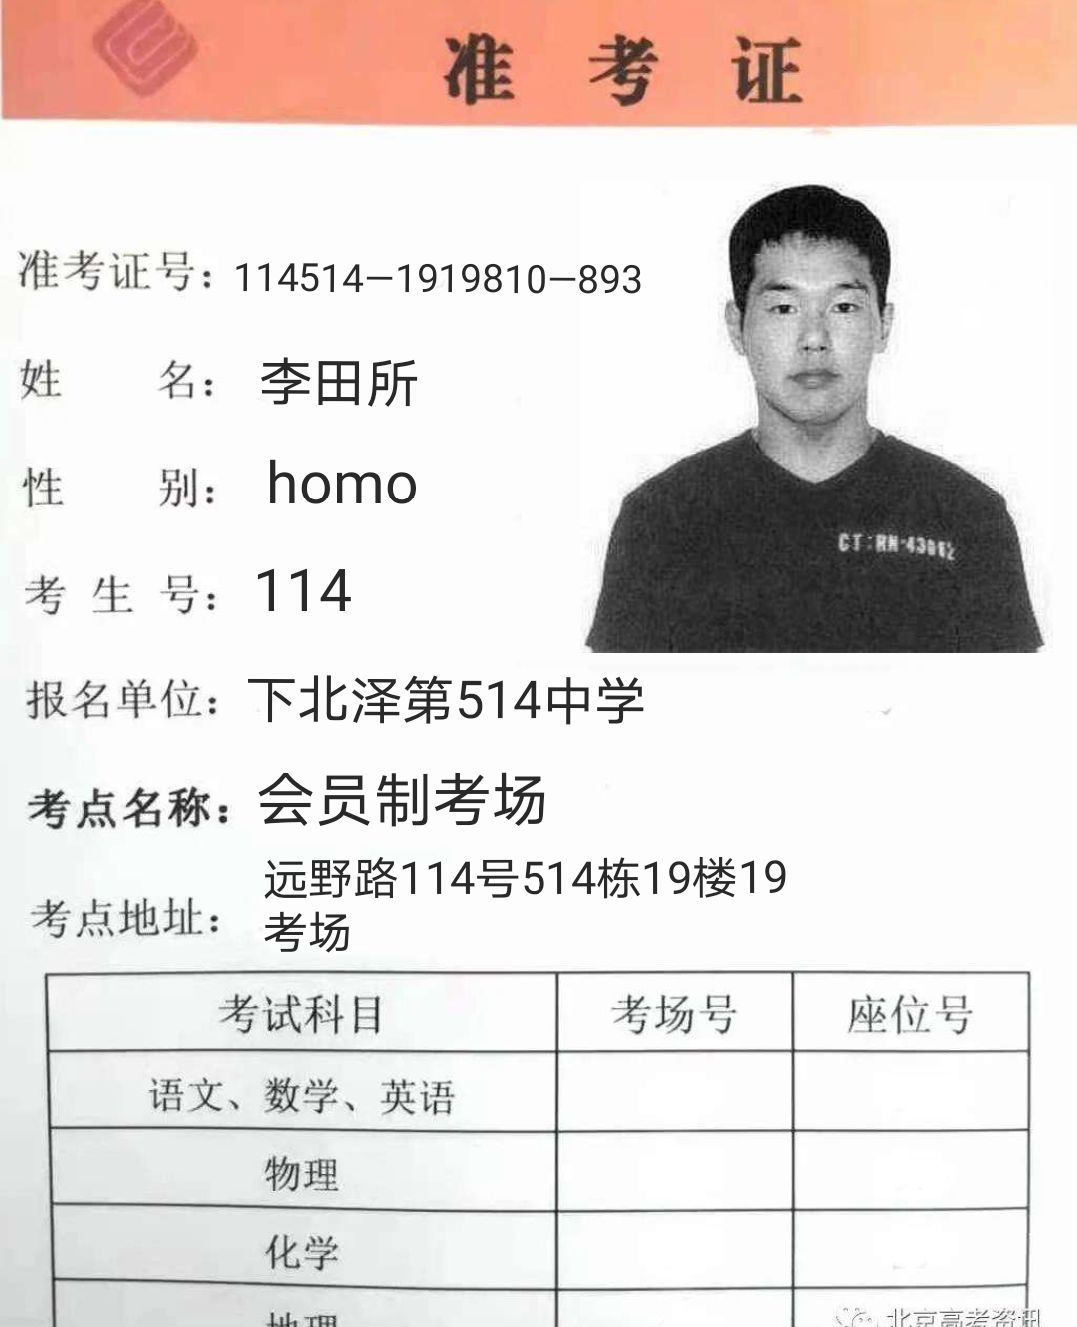 准考证
准考证号：114514—1919810—893
姓 名：李田所
性 别：homo
考生号：114
报名单位：下北泽第514中学
考点名称：会员制考场
考点地址：远野路114号514栋19楼19
考场
CT:RN-43
考试科目 考场号 座位号
语文、数学、英语
物理
化学
地理
北京高考资讯